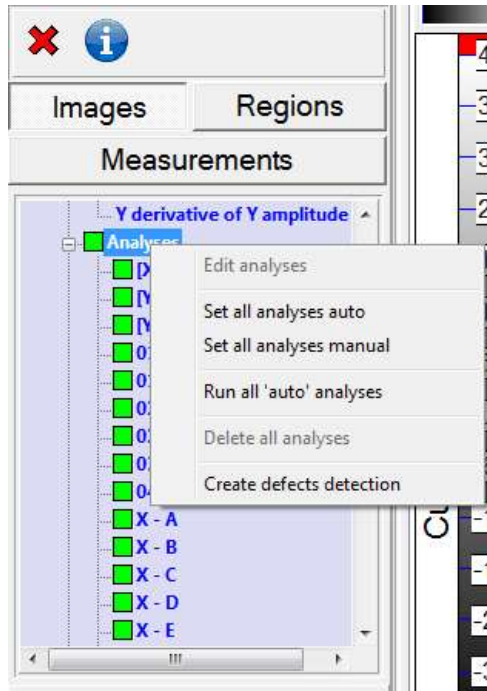 Images
Regions
Measurements
Y derivative of Y amplitude
Analyses
Edit analyses
Set all analyses auto
Set all analyses manual
Run all 'auto' analyses
Delete all analyses
Create defects detection
X - A
X - B
X - C
X - D
X - E